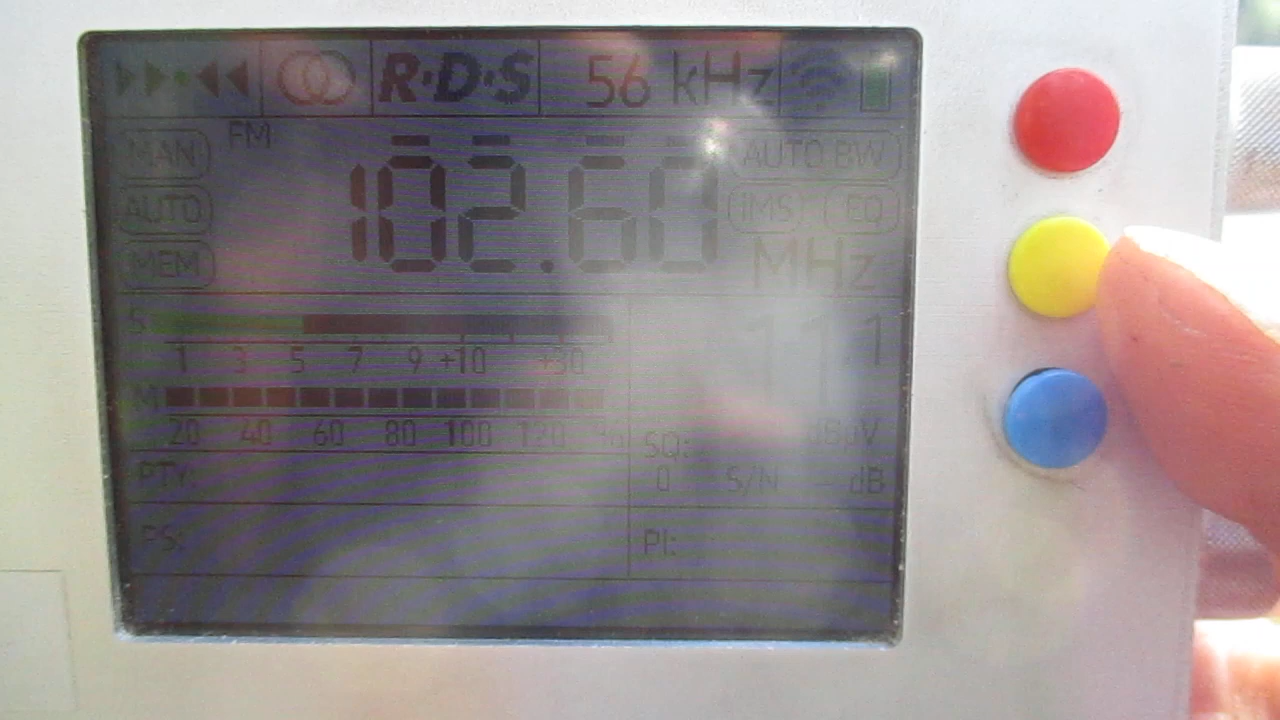 R·D·S 56 kHz
FM
MAN 102.60 AUTO BW
AUTO iMS EQ
MEM MHz
S
1 3 5 7 9 +10 +30
M
20 40 60 80 100 120 %
dBµV
SQ:
PTY: 0 S/N -- dB
PS: PI: